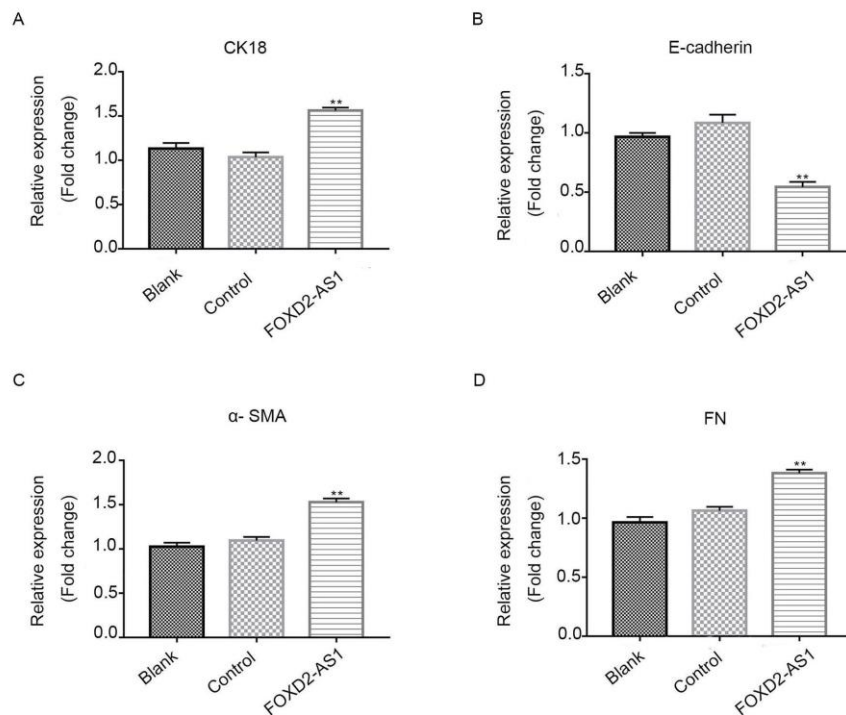 A
CK18
Relative expression
(Fold change)
2.0
1.5
1.0
0.5
0.0
**
Blank
Control
FOXD2-AS1
B
E-cadherin
Relative expression
(Fold change)
1.5
1.0
0.5
0.0
**
Blank
Control
FOXD2-AS1
C
α- SMA
Relative expression
(Fold change)
2.0
1.5
1.0
0.5
0.0
**
Blank
Control
FOXD2-AS1
D
FN
Relative expression
(Fold change)
1.5
1.0
0.5
0.0
**
Blank
Control
FOXD2-AS1